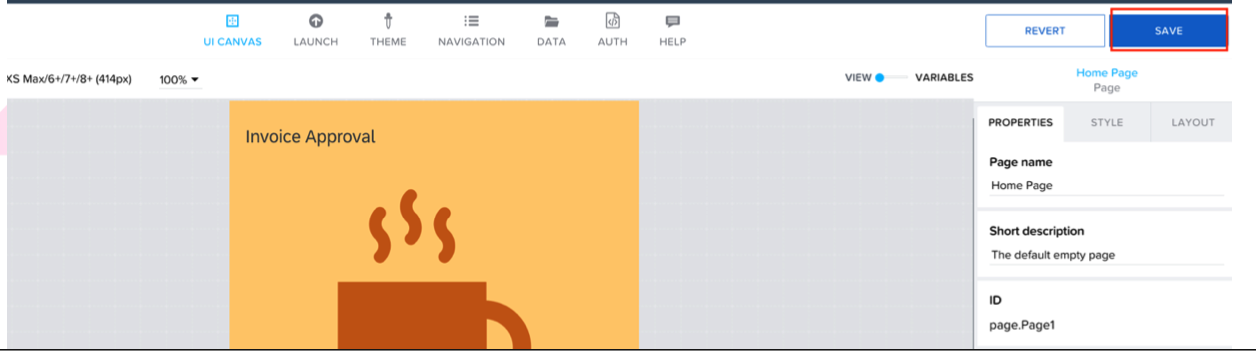 UI CANVAS LAUNCH THEME NAVIGATION DATA AUTH HELP REVERT SAVE
XS Max/6+/7+/8+ (414px) 100% VIEW VARIABLES Home Page
Page
PROPERTIES STYLE LAYOUT
Invoice Approval
Page name
Home Page
Short description
The default empty page
ID
page.Page1